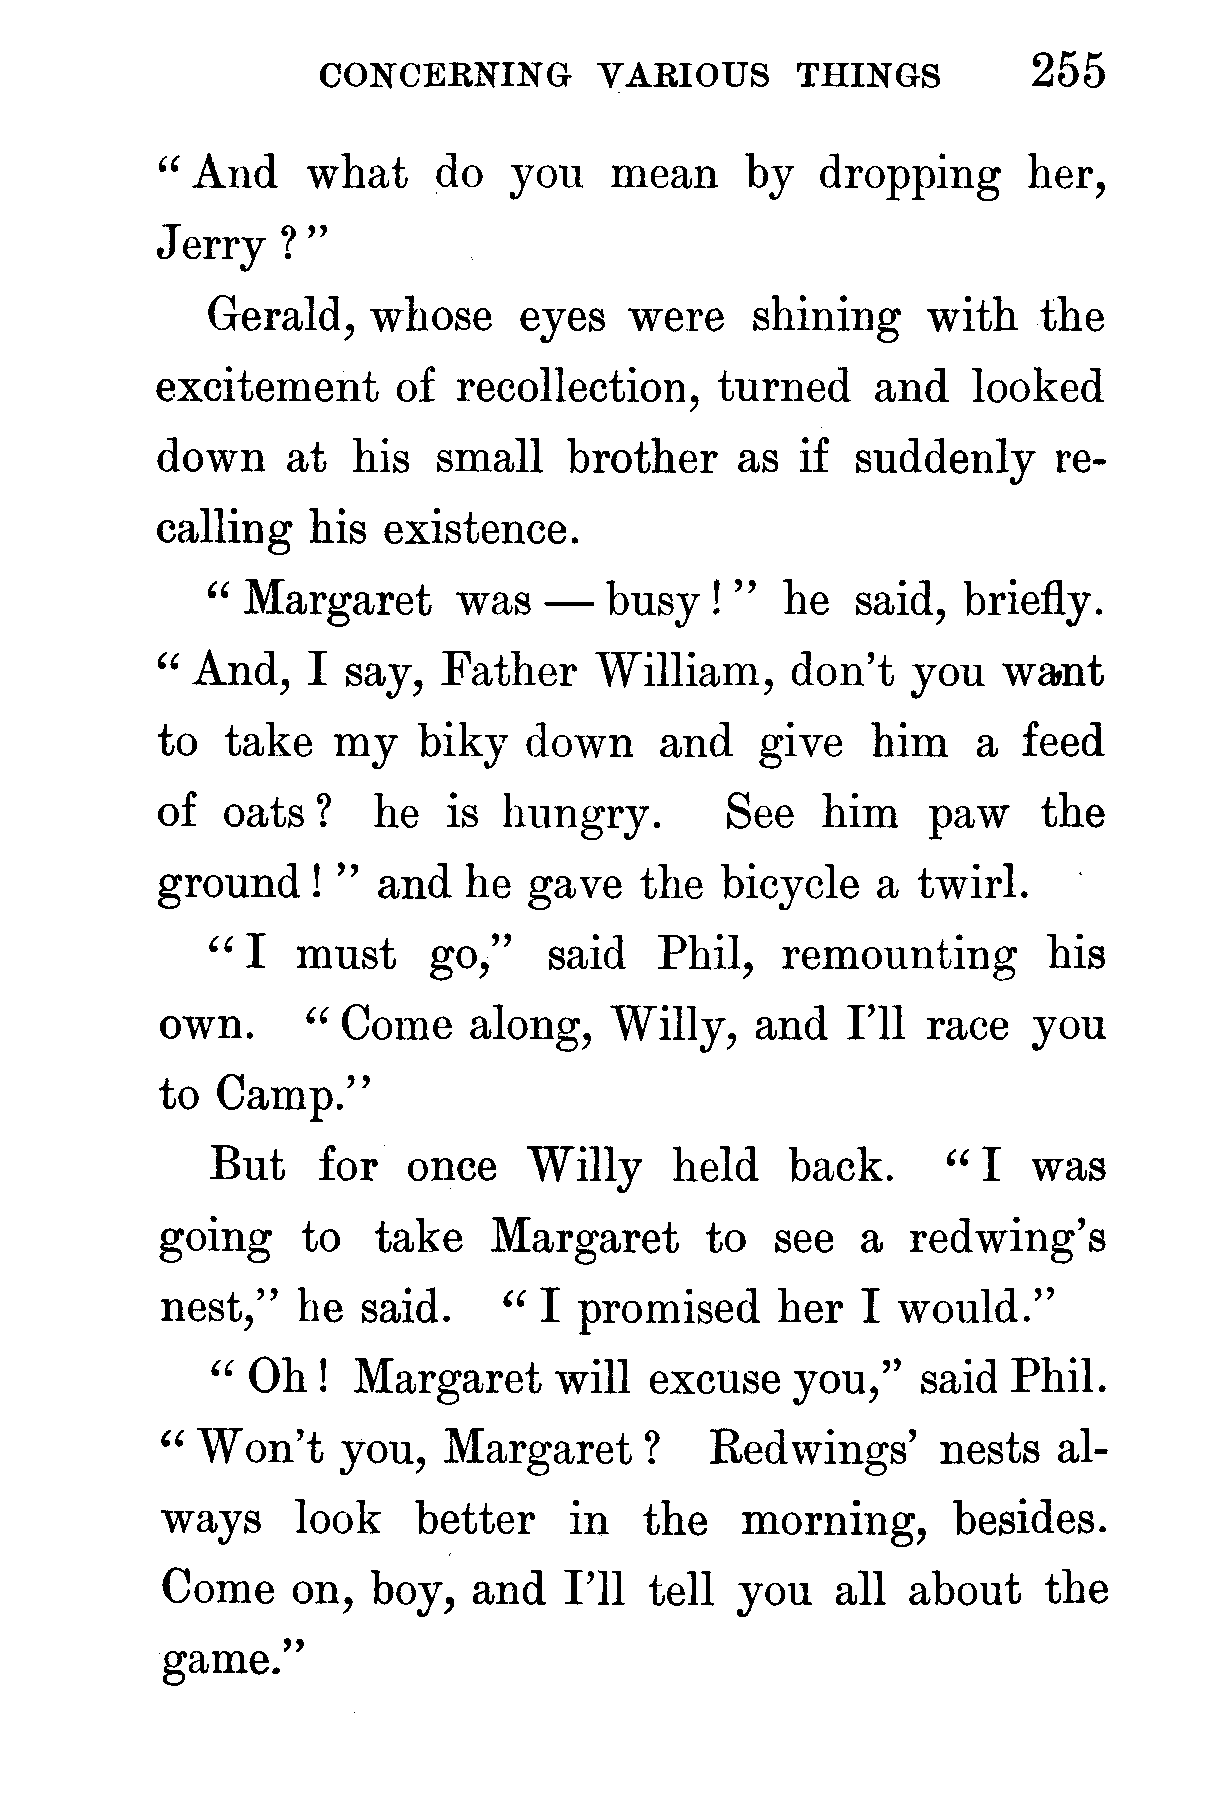 CONCERNING VARIOUS THINGS 255
“ And what do you mean by dropping her,
Jerry ? ”
Gerald, whose eyes were shining with the
excitement of recollection, turned and looked
down at his small brother as if suddenly re-
calling his existence.
“ Margaret was — busy ! ” he said, briefly.
“ And, I say, Father William, don’t you want
to take my biky down and give him a feed
of oats ? he is hungry. See him paw the
ground ! ” and he gave the bicycle a twirl.
“ I must go,” said Phil, remounting his
own. “ Come along, Willy, and I’ll race you
to Camp.”
But for once Willy held back. “ I was
going to take Margaret to see a redwing’s
nest,” he said. “ I promised her I would.”
“ Oh ! Margaret will excuse you,” said Phil.
“ Won’t you, Margaret ? Redwings’ nests al-
ways look better in the morning, besides.
Come on, boy, and I’ll tell you all about the
game.”